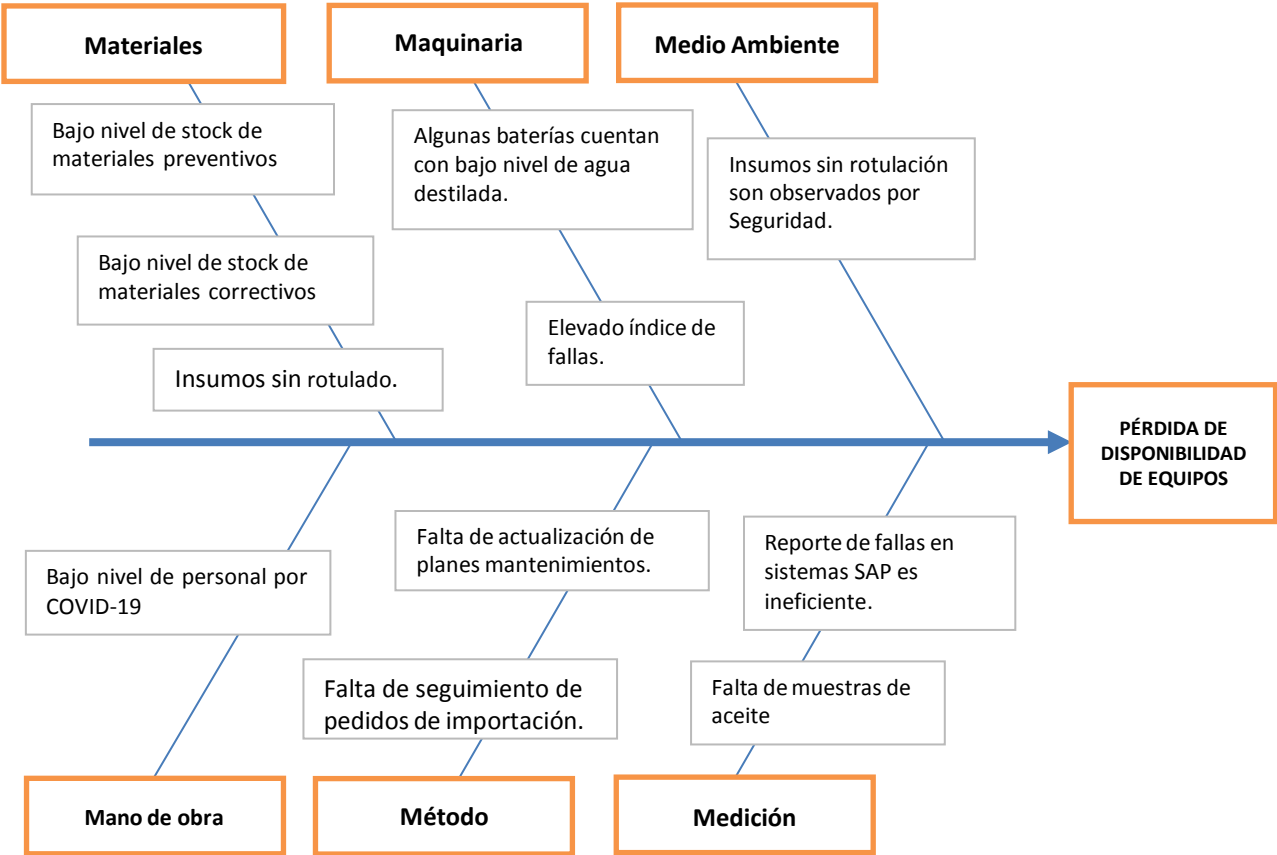 Materiales
Maquinaria
Medio Ambiente
Bajo nivel de stock de
materiales preventivos
Algunas baterías cuentan
con bajo nivel de agua
destilada.
Insumos sin rotulación
son observados por
Seguridad.
Bajo nivel de stock de
materiales correctivos
Elevado índice de
fallas.
Insumos sin rotulado.
PÉRDIDA DE
DISPONIBILIDAD
DE EQUIPOS
Bajo nivel de personal por
COVID-19
Falta de actualización de
planes mantenimientos.
Reporte de fallas en
sistemas SAP es
ineficiente.
Falta de seguimiento de
pedidos de importación.
Falta de muestras de
aceite
Mano de obra
Método
Medición